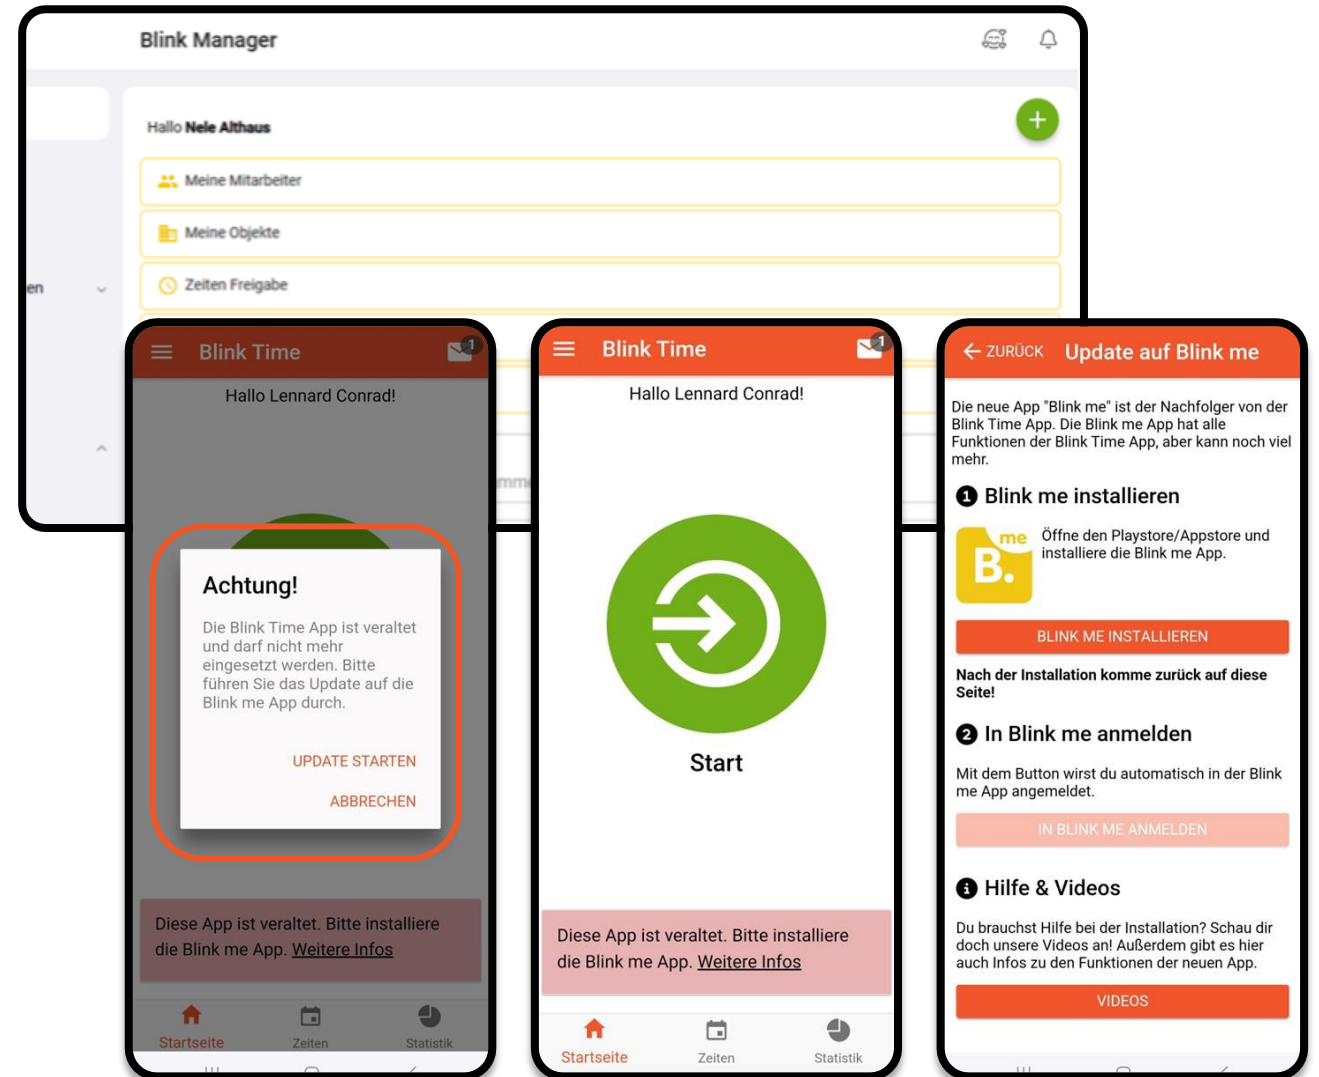 Blink Manager
Hallo Nele Althaus
Meine Mitarbeiter
Meine Objekte
en
Zeiten Freigabe
Blink Time
1
Hallo Lennard Conrad!
Achtung!
Die Blink Time App ist veraltet
und darf nicht mehr
eingesetzt werden. Bitte
führen Sie das Update auf die
Blink me App durch.
UPDATE STARTEN
ABBRECHEN
Diese App ist veraltet. Bitte installiere
die Blink me App. Weitere Infos
Startseite
Zeiten
Statistik
Blink Time
1
Hallo Lennard Conrad!
Start
Diese App ist veraltet. Bitte installiere
die Blink me App. Weitere Infos
Startseite
Zeiten
Statistik
ZURÜCK Update auf Blink me
Die neue App "Blink me" ist der Nachfolger von der
Blink Time App. Die Blink me App hat alle
Funktionen der Blink Time App, aber kann noch viel
mehr.
1 Blink me installieren
me
B.
Öffne den Playstore/Appstore und
installiere die Blink me App.
BLINK ME INSTALLIEREN
Nach der Installation komme zurück auf diese
Seite!
2 In Blink me anmelden
Mit dem Button wirst du automatisch in der Blink
me App angemeldet.
IN BLINK ME ANMELDEN
Hilfe & Videos
Du brauchst Hilfe bei der Installation? Schau dir
doch unsere Videos an! Außerdem gibt es hier
auch Infos zu den Funktionen der neuen App.
VIDEOS